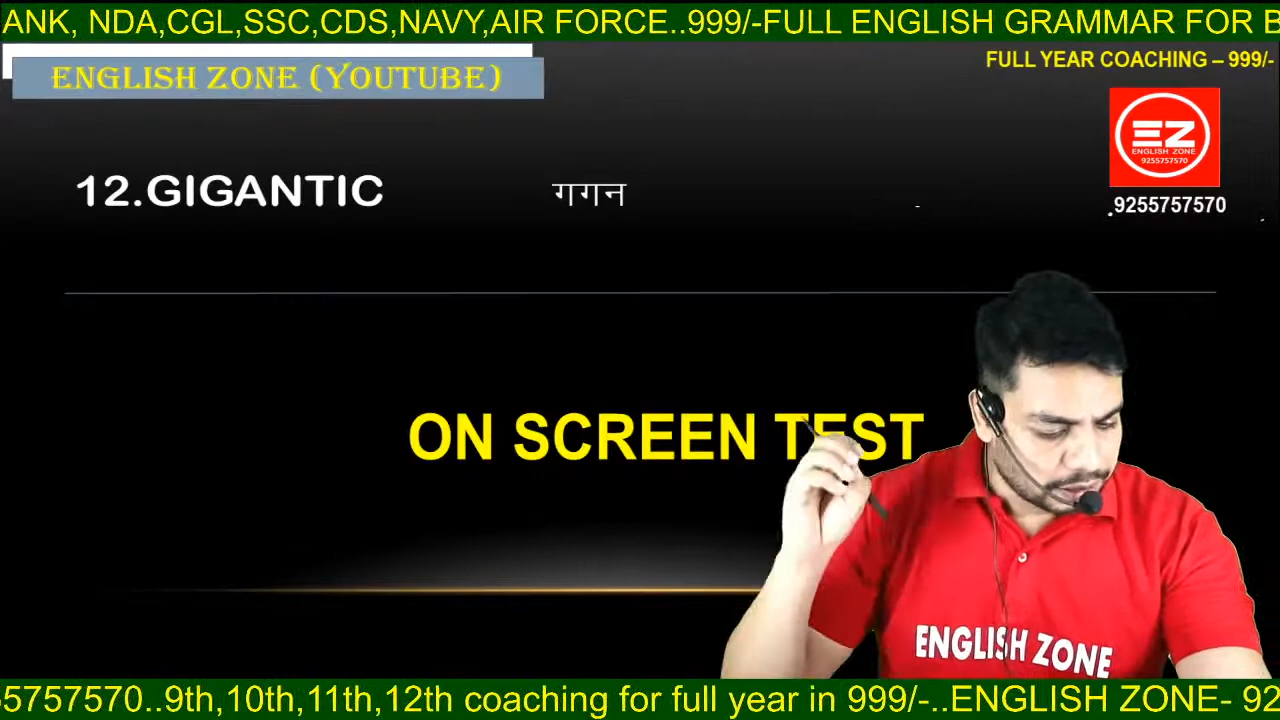 ANK, NDA,CGL,SSC,CDS,NAVY,AIR FORCE..999/-FULL ENGLISH GRAMMAR FOR B
FULL YEAR COACHING – 999/-
ENGLISH ZONE (YOUTUBE)
EZ
ENGLISH ZONE
9255757570
12.GIGANTIC गगन
.9255757570
ON SCREEN TEST
ENGLISH ZONE
5757570..9th,10th,11th,12th coaching for full year in 999/-..ENGLISH ZONE- 92